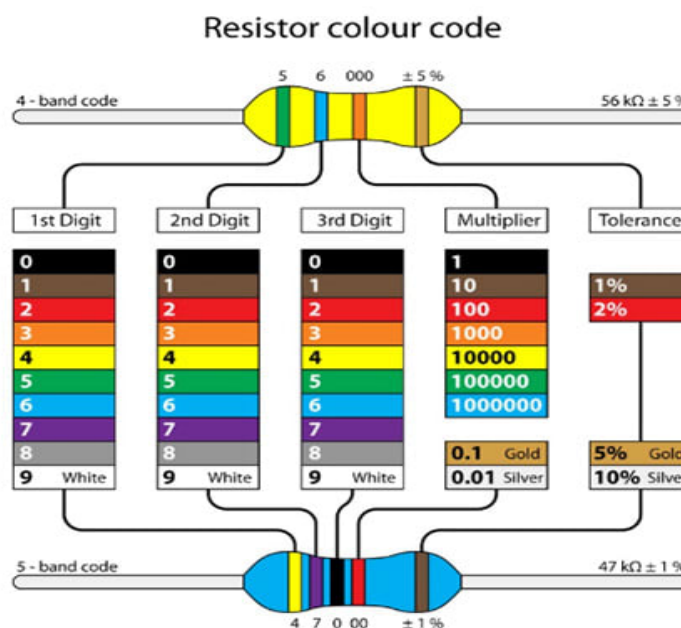 Resistor colour code
5 6 000 ± 5 %
4 - band code 56 kΩ ± 5 %
1st Digit 2nd Digit 3rd Digit Multiplier Tolerance
0 0 0 1
1 1 1 10 1%
2 2 2 100 2%
3 3 3 1000
4 4 4 10000
5 5 5 100000
6 6 6 1000000
7 7 7
8 8 8 0.1 Gold 5% Gold
9 White 9 White 9 White 0.01 Silver 10% Silve
5 - band code 47 kΩ ± 1 %
4 7 0 00 ± 1 %